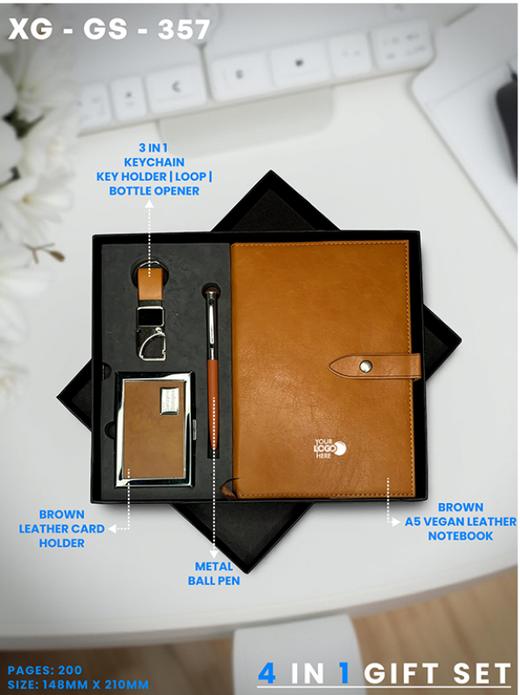 XG - GS - 357
3 IN 1
KEYCHAIN
KEY HOLDER | LOOP |
BOTTLE OPENER
YOUR
LOGO
HERE
BROWN
LEATHER CARD
HOLDER
BROWN
A5 VEGAN LEATHER
NOTEBOOK
METAL
BALL PEN
PAGES: 200
SIZE: 148MM X 210MM
4 IN 1 GIFT SET